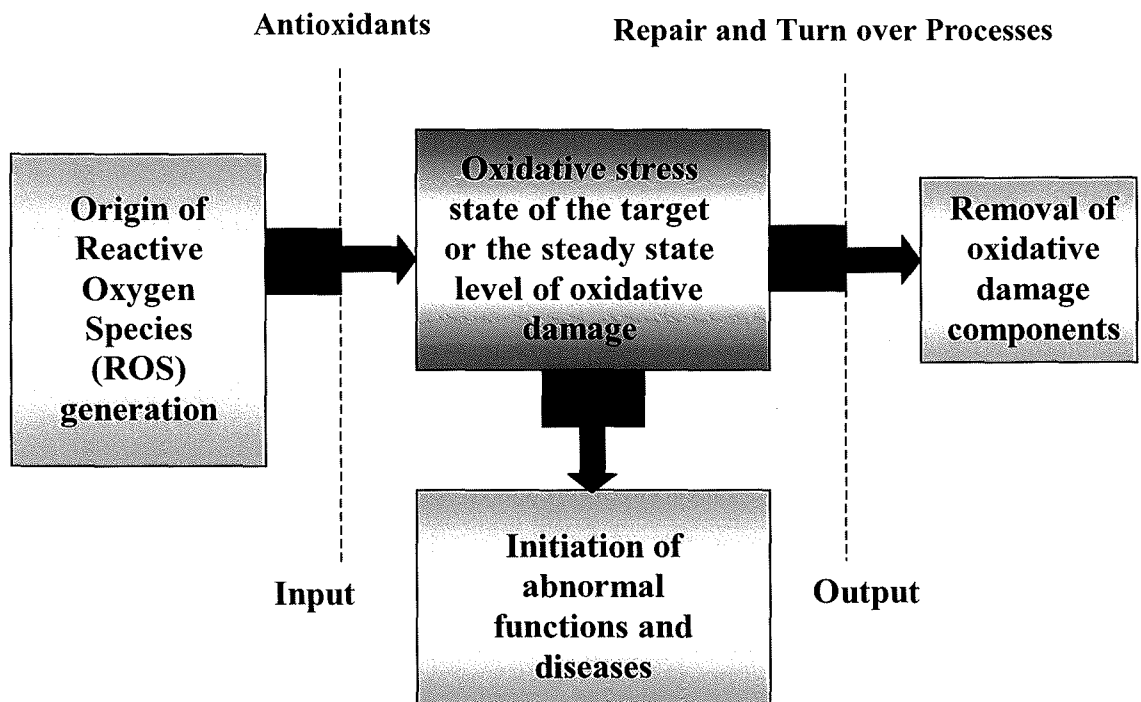 Antioxidants
Repair and Turn over Processes
Origin of
Reactive
Oxygen
Species
(ROS)
generation
Oxidative stress
state of the target
or the steady state
level of oxidative
damage
Removal of
oxidative
damage
components
Input
Initiation of
abnormal
functions and
diseases
Output